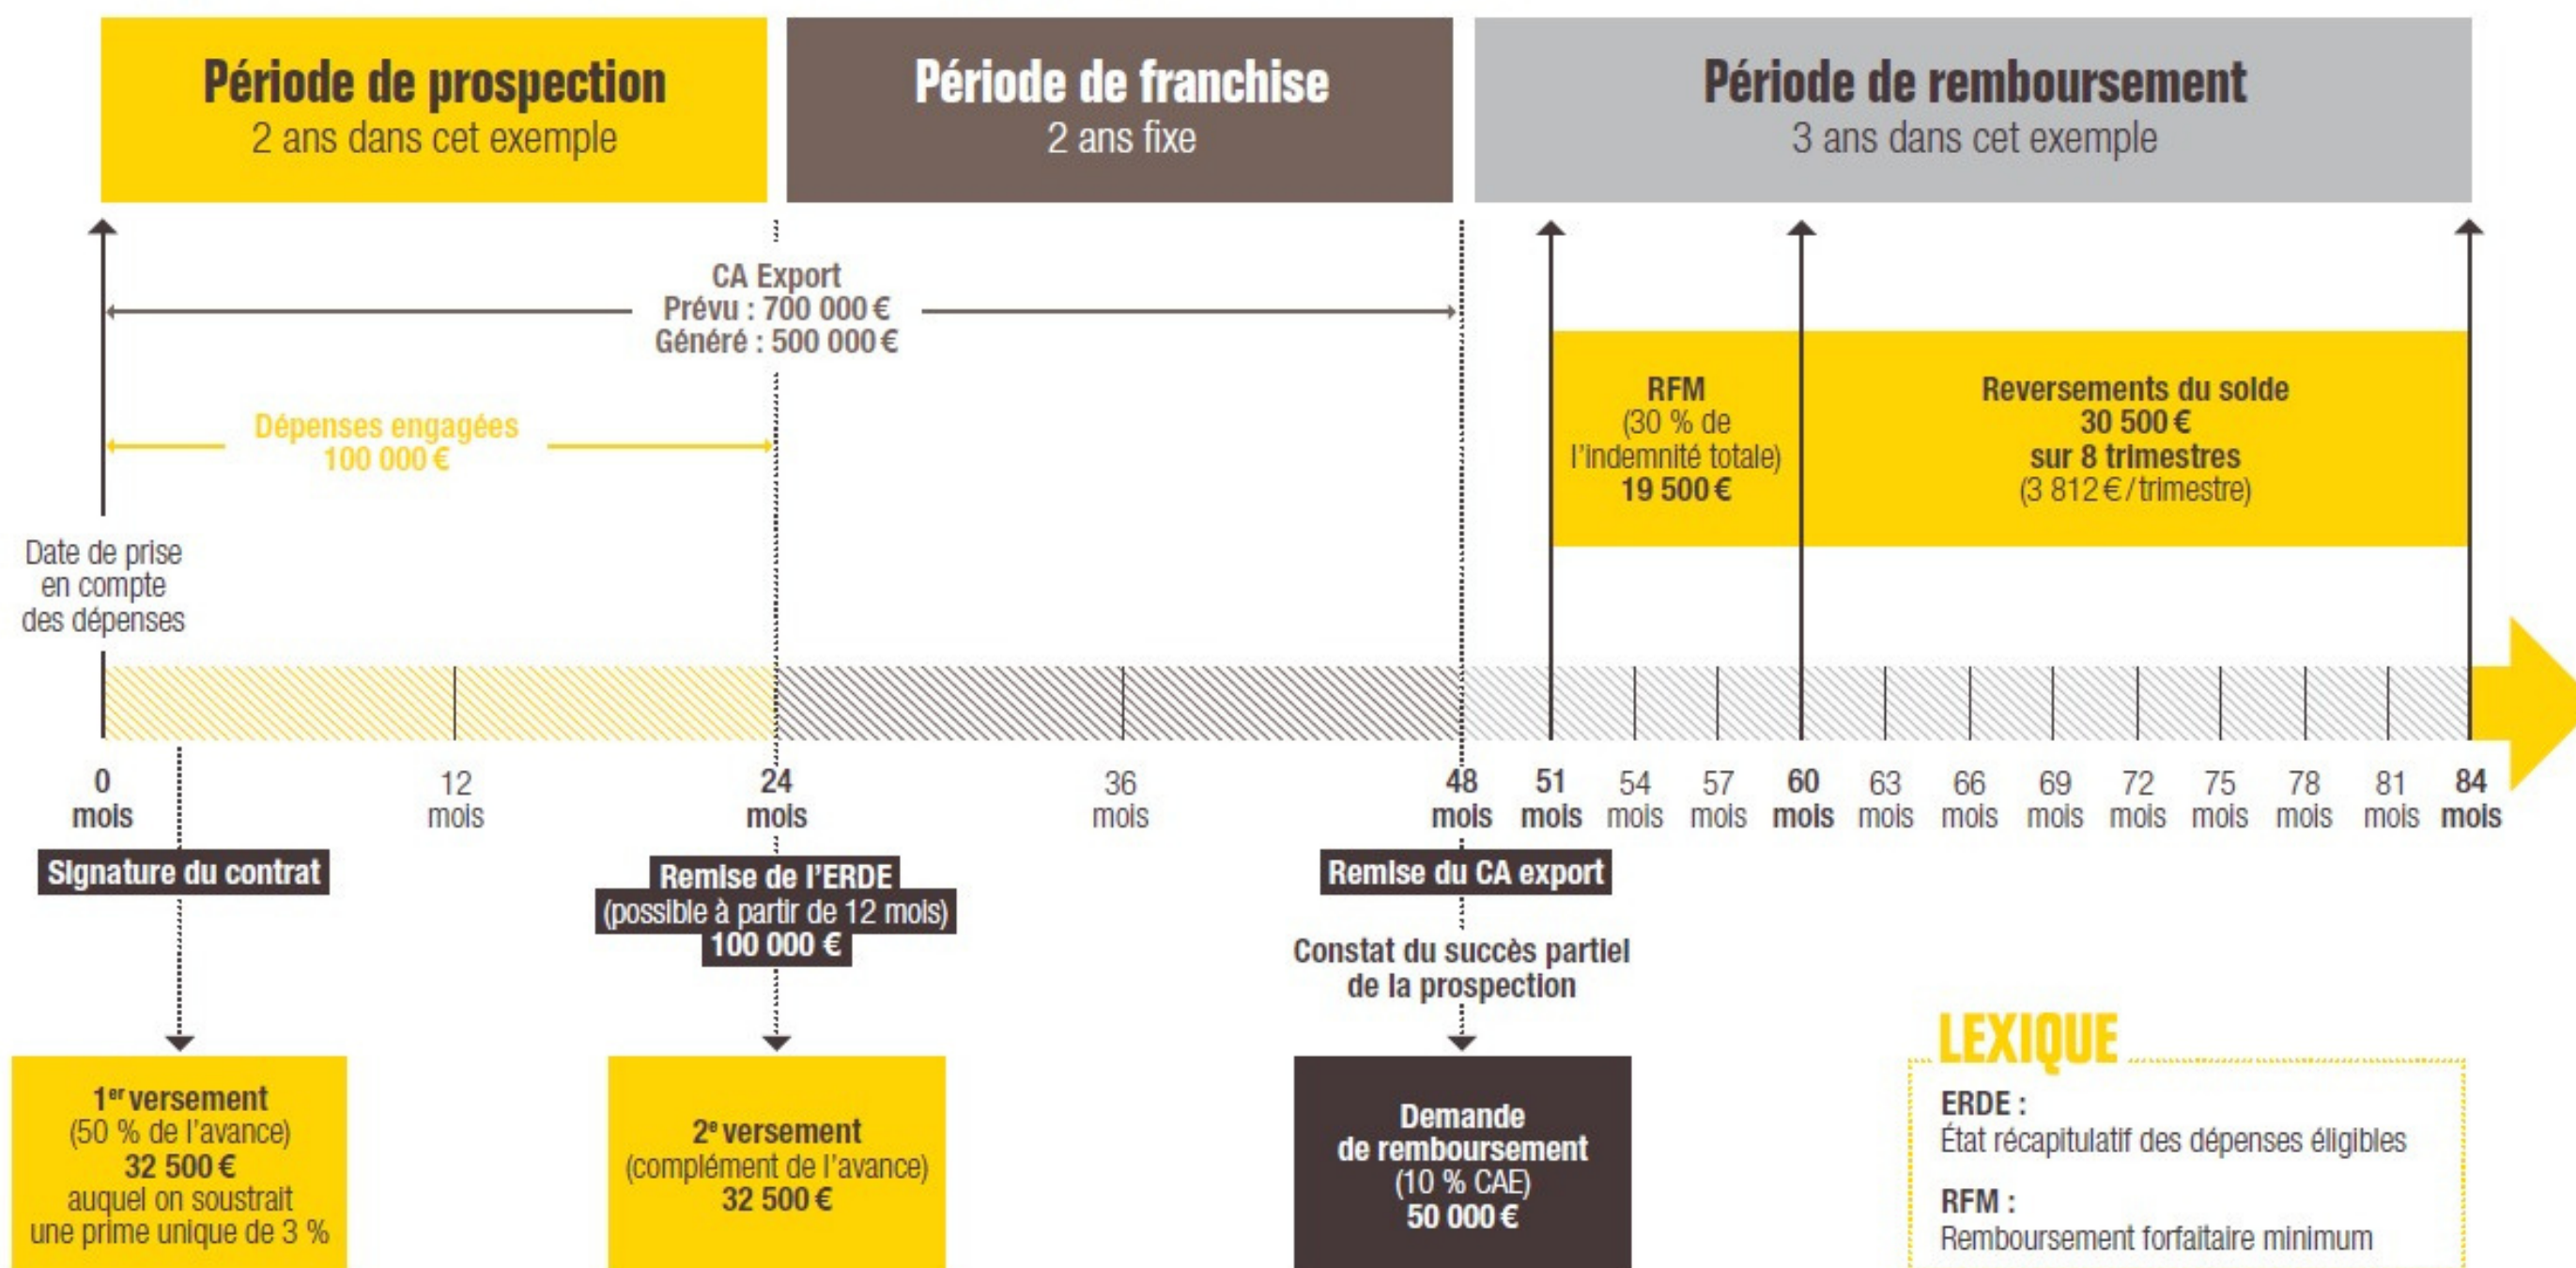 Période de prospection
2 ans dans cet exemple
Période de franchise
2 ans fixe
Période de remboursement
3 ans dans cet exemple
CA Export
Prévu : 700 000 €
Généré : 500 000 €
Dépenses engagées
100 000 €
RFM
(30 % de
l'indemnité totale)
19 500 €
Reversements du solde
30 500 €
sur 8 trimestres
(3 812 € / trimestre)
Date de prise
en compte
des dépenses
0
mois
12
mois
24
mois
36
mois
48
mois
51
mois
54
mois
57
mois
60
mois
63
mois
66
mois
69
mois
72
mois
75
mois
78
mois
81
mois
84
mois
Signature du contrat
Remise de l'ERDE
(possible à partir de 12 mois)
100 000 €
Remise du CA export
Constat du succès partiel
de la prospection
1er versement
(50 % de l'avance)
32 500 €
auquel on soustrait
une prime unique de 3 %
2e versement
(complément de l'avance)
32 500 €
Demande
de remboursement
(10 % CAE)
50 000 €
LEXIQUE
ERDE :
État récapitulatif des dépenses éligibles
RFM :
Remboursement forfaitaire minimum